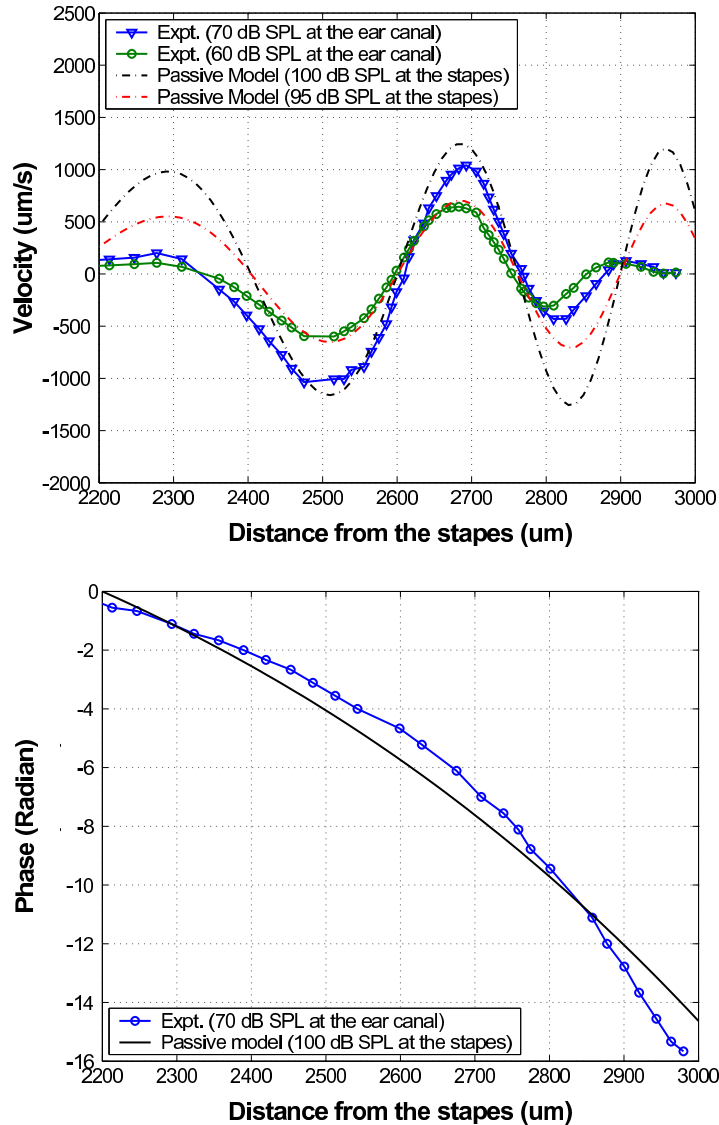 2500
2000
1500
1000
500
0
-500
-1000
-1500
-2000
Velocity (um/s)
Expt. (70 dB SPL at the ear canal)
Expt. (60 dB SPL at the ear canal)
Passive Model (100 dB SPL at the stapes)
Passive Model (95 dB SPL at the stapes)
2200 2300 2400 2500 2600 2700 2800 2900 3000
Distance from the stapes (um)
0
-2
-4
-6
-8
-10
-12
-14
-16
Phase (Radian)
Expt. (70 dB SPL at the ear canal)
Passive model (100 dB SPL at the stapes)
2200 2300 2400 2500 2600 2700 2800 2900 3000
Distance from the stapes (um)